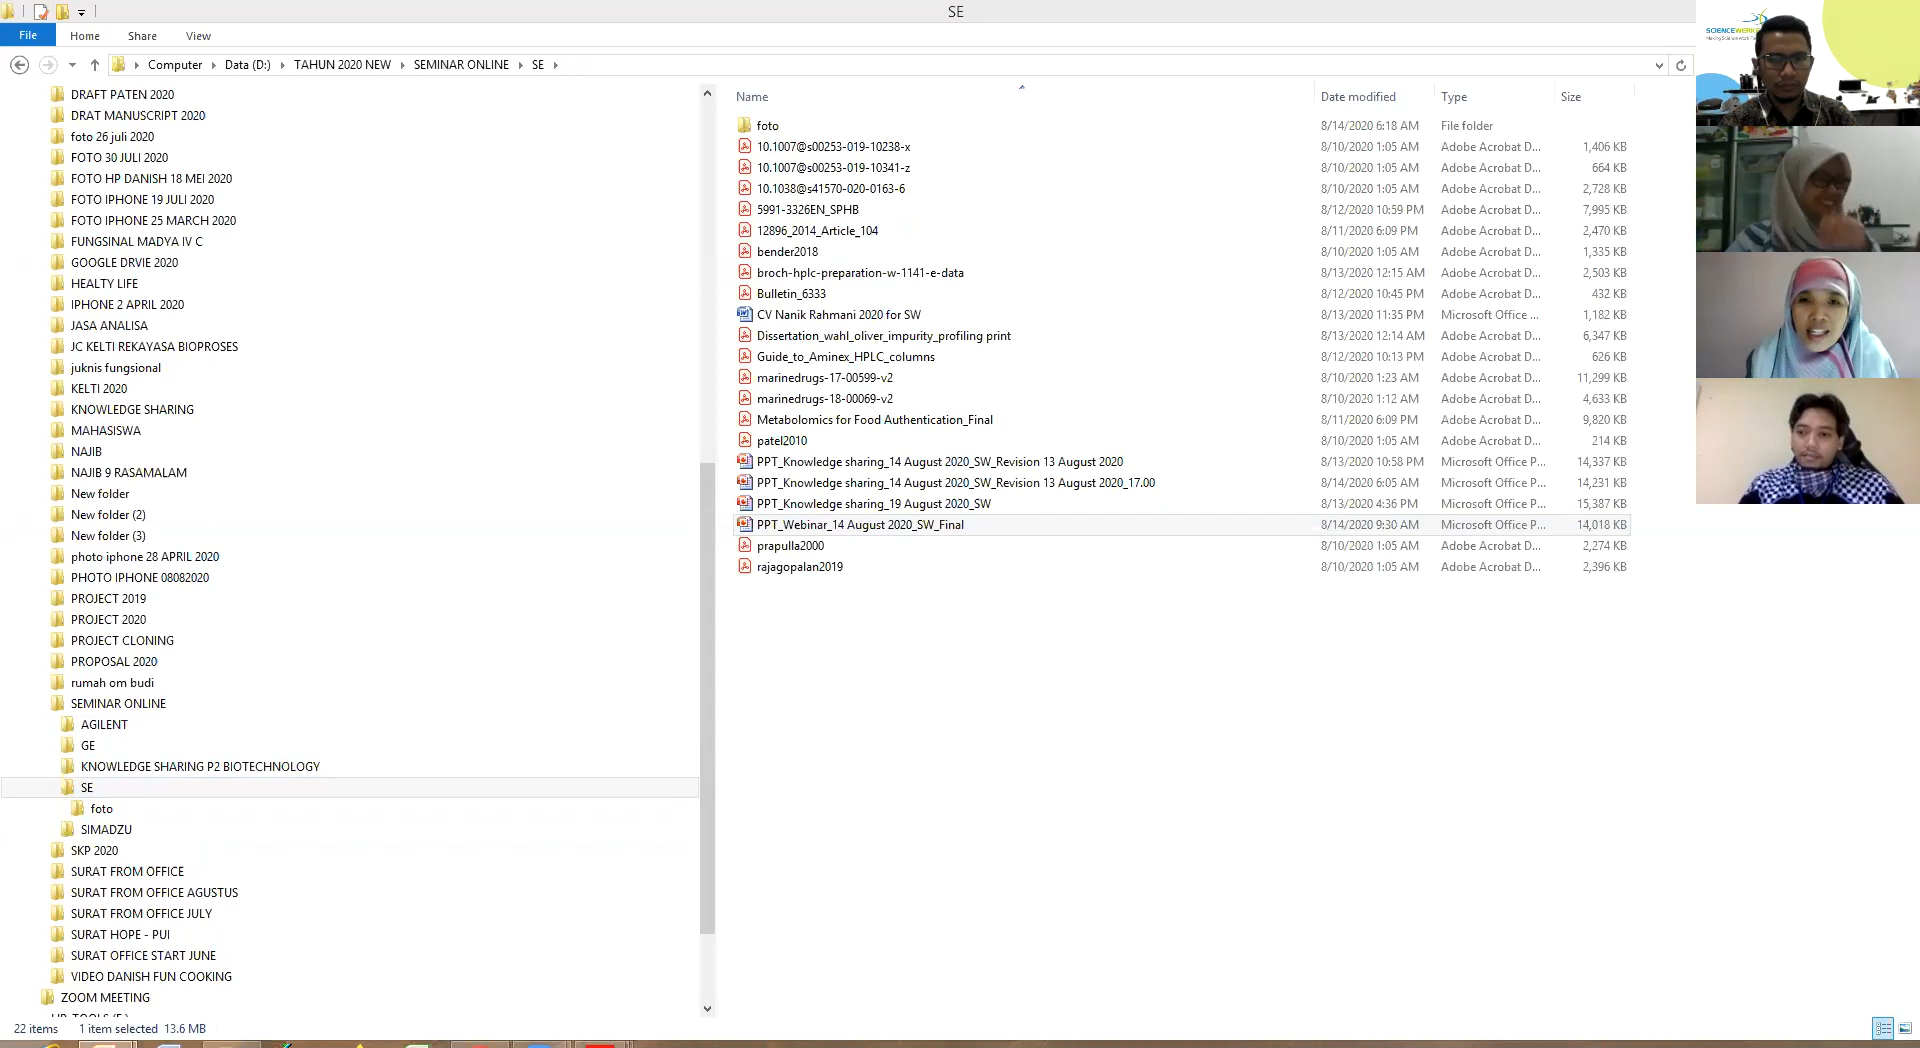 SE
File Home Share View
Computer Data (D:) TAHUN 2020 NEW SEMINAR ONLINE SE
DRAFT PATEN 2020
DRAT MANUSCRIPT 2020
foto 26 juli 2020
FOTO 30 JULI 2020
FOTO HP DANISH 18 MEI 2020
FOTO IPHONE 19 JULI 2020
FOTO IPHONE 25 MARCH 2020
FUNGSINAL MADYA IV C
GOOGLE DRVIE 2020
HEALTY LIFE
IPHONE 2 APRIL 2020
JASA ANALISA
JC KELTI REKAYASA BIOPROSES
juknis fungsional
KELTI 2020
KNOWLEDGE SHARING
MAHASISWA
NAJIB
NAJIB 9 RASAMALAM
New folder
New folder (2)
New folder (3)
photo iphone 28 APRIL 2020
PHOTO IPHONE 08082020
PROJECT 2019
PROJECT 2020
PROJECT CLONING
PROPOSAL 2020
rumah om budi
SEMINAR ONLINE
AGILENT
GE
KNOWLEDGE SHARING P2 BIOTECHNOLOGY
SE
foto
SIMADZU
SKP 2020
SURAT FROM OFFICE
SURAT FROM OFFICE AGUSTUS
SURAT FROM OFFICE JULY
SURAT HOPE - PUI
SURAT OFFICE START JUNE
VIDEO DANISH FUN COOKING
ZOOM MEETING
Name Date modified Type Size
foto 8/14/2020 6:18 AM File folder
10.1007@s00253-019-10238-x 8/10/2020 1:05 AM Adobe Acrobat D... 1,406 KB
10.1007@s00253-019-10341-z 8/10/2020 1:05 AM Adobe Acrobat D... 664 KB
10.1038@s41570-020-0163-6 8/10/2020 1:05 AM Adobe Acrobat D... 2,728 KB
5991-3326EN_SPHB 8/12/2020 10:59 PM Adobe Acrobat D... 7,995 KB
12896_2014_Article_104 8/11/2020 6:09 PM Adobe Acrobat D... 2,470 KB
bender2018 8/10/2020 1:05 AM Adobe Acrobat D... 1,335 KB
broch-hplc-preparation-w-1141-e-data 8/13/2020 12:15 AM Adobe Acrobat D... 2,503 KB
Bulletin_6333 8/12/2020 10:45 PM Adobe Acrobat D... 432 KB
CV Nanik Rahmani 2020 for SW 8/13/2020 11:35 PM Microsoft Office ... 1,182 KB
Dissertation_wahl_oliver_impurity_profiling print 8/13/2020 12:14 AM Adobe Acrobat D... 6,347 KB
Guide_to_Aminex_HPLC_columns 8/12/2020 10:13 PM Adobe Acrobat D... 626 KB
marinedrugs-17-00599-v2 8/10/2020 1:23 AM Adobe Acrobat D... 11,299 KB
marinedrugs-18-00069-v2 8/10/2020 1:12 AM Adobe Acrobat D... 4,633 KB
Metabolomics for Food Authentication_Final 8/11/2020 6:09 PM Adobe Acrobat D... 9,820 KB
patel2010 8/10/2020 1:05 AM Adobe Acrobat D... 214 KB
PPT_Knowledge sharing_14 August 2020_SW_Revision 13 August 2020 8/13/2020 10:58 PM Microsoft Office P... 14,337 KB
PPT_Knowledge sharing_14 August 2020_SW_Revision 13 August 2020_17.00 8/14/2020 6:05 AM Microsoft Office P... 14,231 KB
PPT_Knowledge sharing_19 August 2020_SW 8/13/2020 4:36 PM Microsoft Office P... 15,387 KB
PPT_Webinar_14 August 2020_SW_Final 8/14/2020 9:30 AM Microsoft Office P... 14,018 KB
prapulla2000 8/10/2020 1:05 AM Adobe Acrobat D... 2,274 KB
rajagopalan2019 8/10/2020 1:05 AM Adobe Acrobat D... 2,396 KB
22 items 1 item selected 13.6 MB